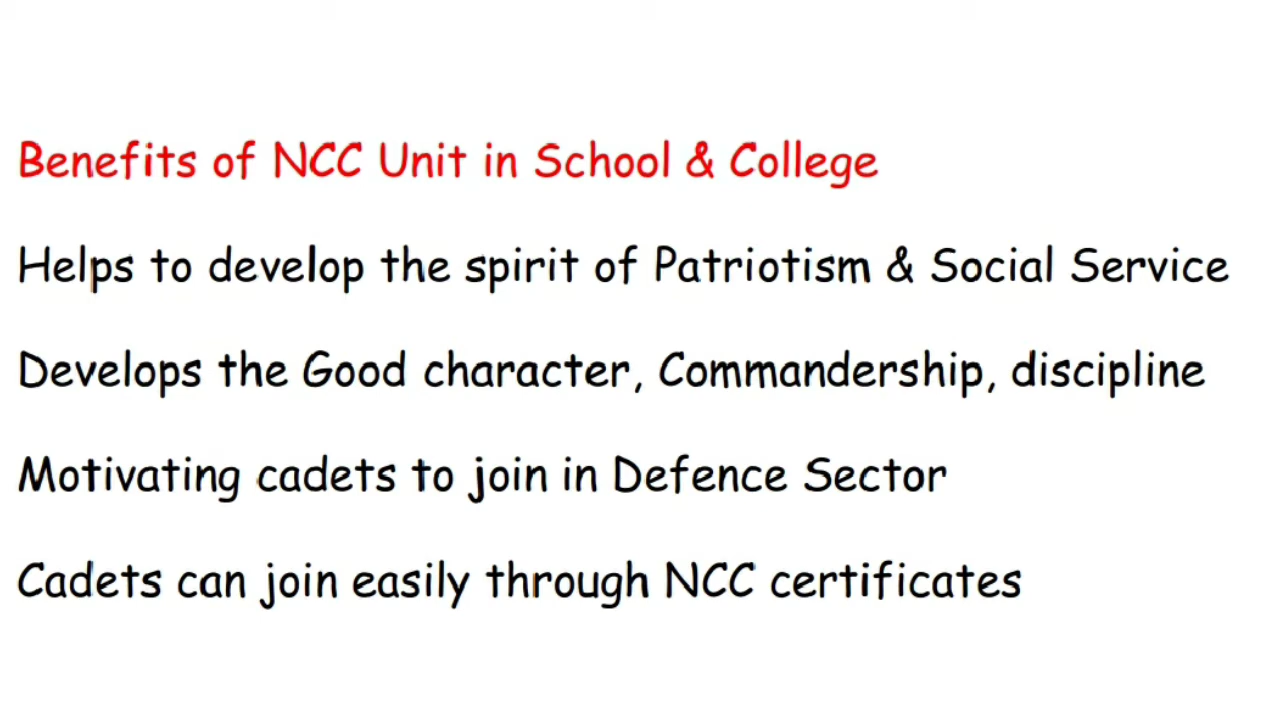 Benefits of NCC Unit in School & College
Helps to develop the spirit of Patriotism & Social Service
Develops the Good character, Commandership, discipline
Motivating cadets to join in Defence Sector
Cadets can join easily through NCC certificates